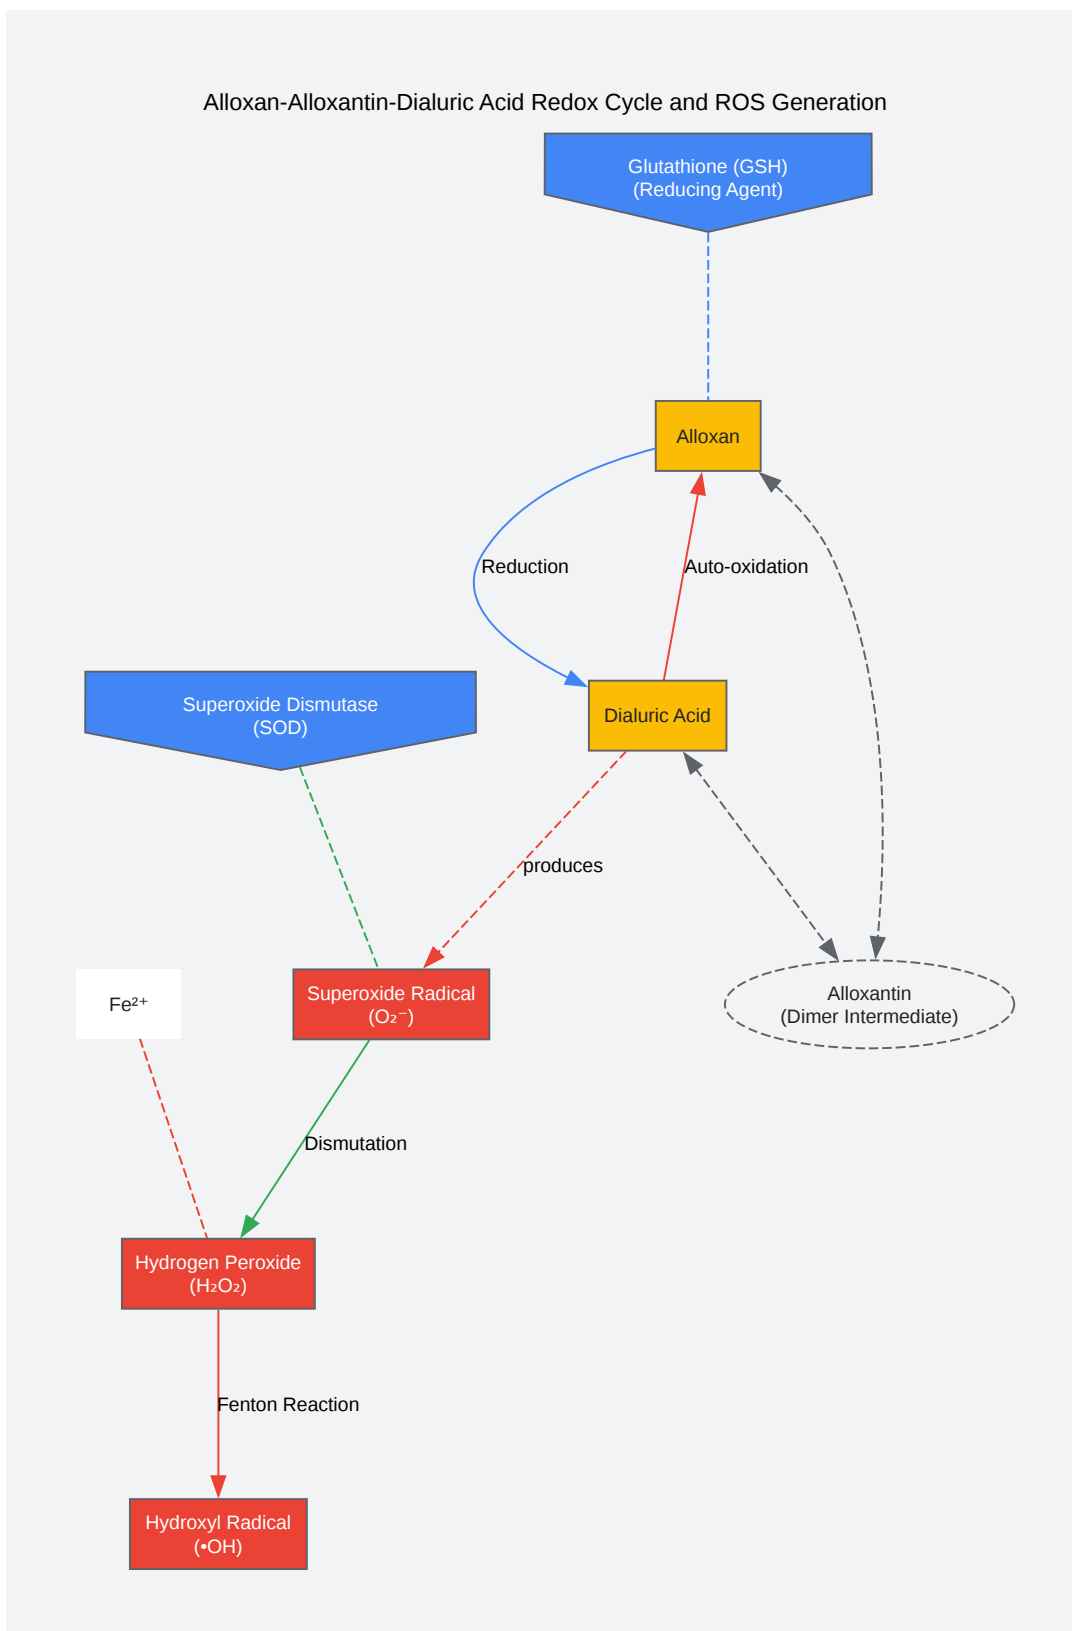 Alloxan-Alloxantin-Dialuric Acid Redox Cycle and ROS Generation
Glutathione (GSH)
(Reducing Agent)
Alloxan
Reduction
Auto-oxidation
Superoxide Dismutase
(SOD)
Dialuric Acid
produces
Fe²⁺
Superoxide Radical
(O₂⁻)
Alloxantin
(Dimer Intermediate)
Dismutation
Hydrogen Peroxide
(H₂O₂)
Fenton Reaction
Hydroxyl Radical
(•OH)